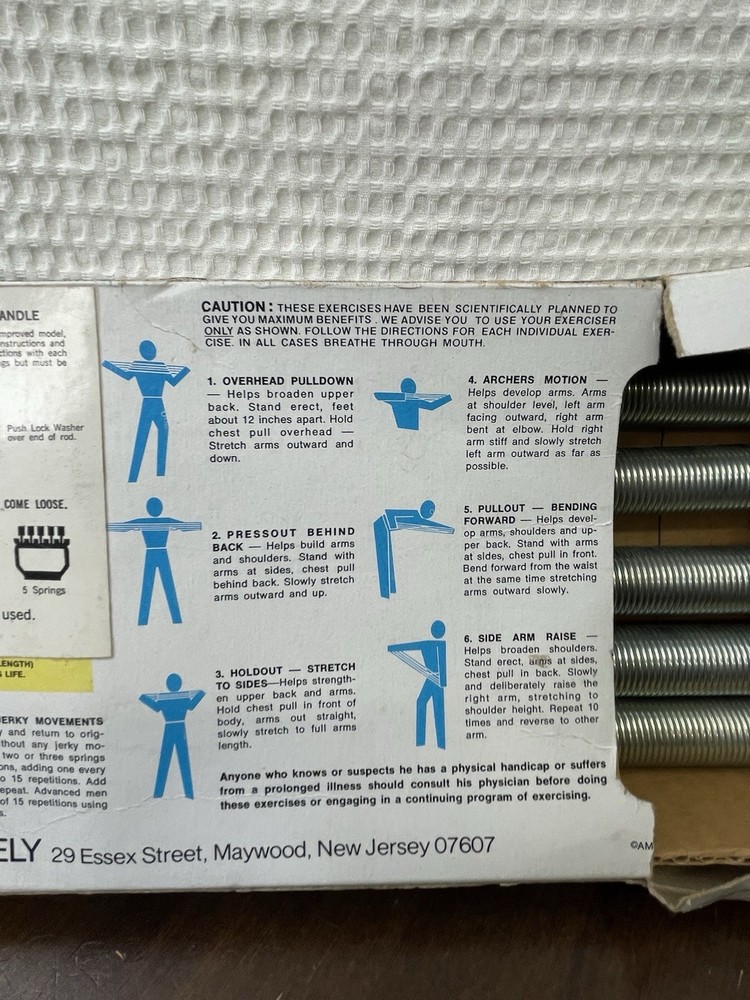 ANDLE
mproved model,
nstructions and
ctions with each
gs but must be
Push Lock Washer
over end of rod.
COME LOOSE.
5 Springs
used.
ENGTH)
LIFE.
ERKY MOVEMENTS
y and return to orig-
thout any jerky mo-
two or three springs
ons, adding one every
o 15 repetitions. Add
epeat. Advanced men
of 15 repetitions using
s.
CAUTION: THESE EXERCISES HAVE BEEN SCIENTIFICALLY PLANNED TO
GIVE YOU MAXIMUM BENEFITS. WE ADVISE YOU TO USE YOUR EXERCISER
ONLY AS SHOWN. FOLLOW THE DIRECTIONS FOR EACH INDIVIDUAL EXER-
CISE. IN ALL CASES BREATHE THROUGH MOUTH.
1. OVERHEAD PULLDOWN
— Helps broaden upper
back. Stand erect, feet
about 12 inches apart. Hold
chest pull overhead —
Stretch arms outward and
down.
2. PRESSOUT BEHIND
BACK — Helps build arms
and shoulders. Stand with
arms at sides, chest pull
behind back. Slowly stretch
arms outward and up.
3. HOLDOUT — STRETCH
TO SIDES—Helps strength-
en upper back and arms.
Hold chest pull in front of
body, arms out straight,
slowly stretch to full arms
length.
4. ARCHERS MOTION —
Helps develop arms. Arms
at shoulder level, left arm
facing outward, right arm
bent at elbow. Hold right
arm stiff and slowly stretch
left arm outward as far as
possible.
5. PULLOUT — BENDING
FORWARD — Helps devel-
op arms, shoulders and up-
per back. Stand with arms
at sides, chest pull in front.
Bend forward from the waist
at the same time stretching
arms outward slowly.
6. SIDE ARM RAISE —
Helps broaden shoulders.
Stand erect, arms at sides,
chest pull in back. Slowly
and deliberately raise the
right arm, stretching to
shoulder height. Repeat 10
times and reverse to other
arm.
Anyone who knows or suspects he has a physical handicap or suffers
from a prolonged illness should consult his physician before doing
these exercises or engaging in a continuing program of exercising.
ELY 29 Essex Street, Maywood, New Jersey 07607
©AM